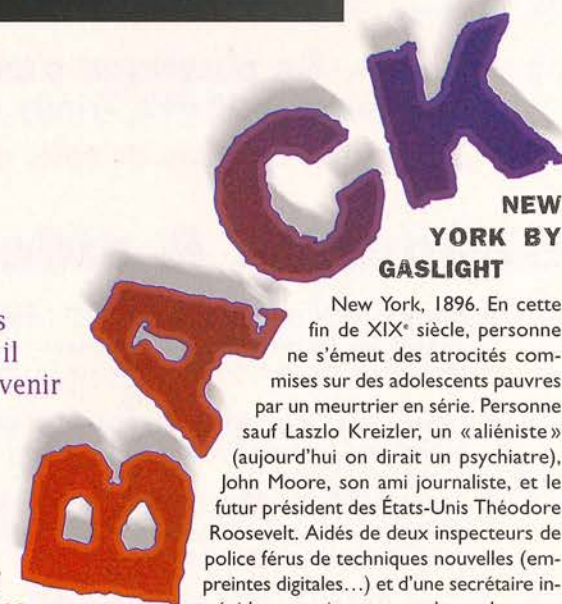 BACK
s
il
venir
NEW
YORK BY
GASLIGHT
New York, 1896. En cette
fin de XIXe siècle, personne
ne s'émeut des atrocités com-
mises sur des adolescents pauvres
par un meurtrier en série. Personne
sauf Laszlo Kreizler, un «aliéniste»
(aujourd'hui on dirait un psychiatre),
John Moore, son ami journaliste, et le
futur président des États-Unis Théodore
Roosevelt. Aidés de deux inspecteurs de
police férus de techniques nouvelles (em-
preintes digitales…) et d'une secrétaire in-